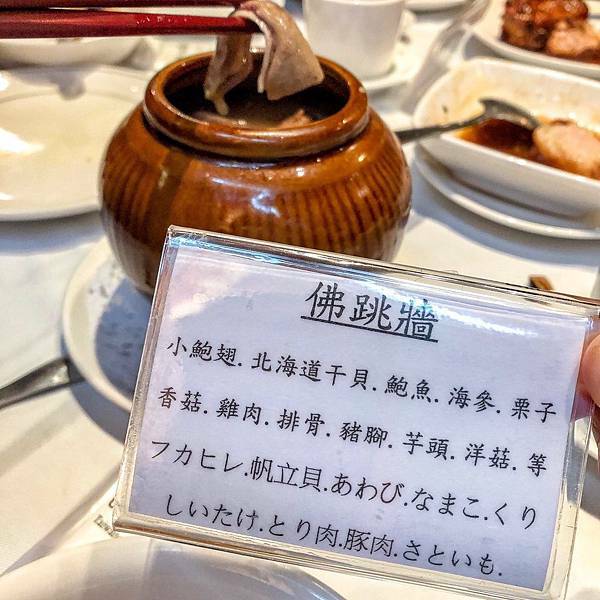 佛跳牆
小鮑翅.北海道干貝.鮑魚.海參.栗子
香菇.雞肉.排骨.豬腳.芋頭.洋菇.等
フカヒレ.帆立貝.あわび.なまこ.くり
しいたけ.とり肉.豚肉.さといも.